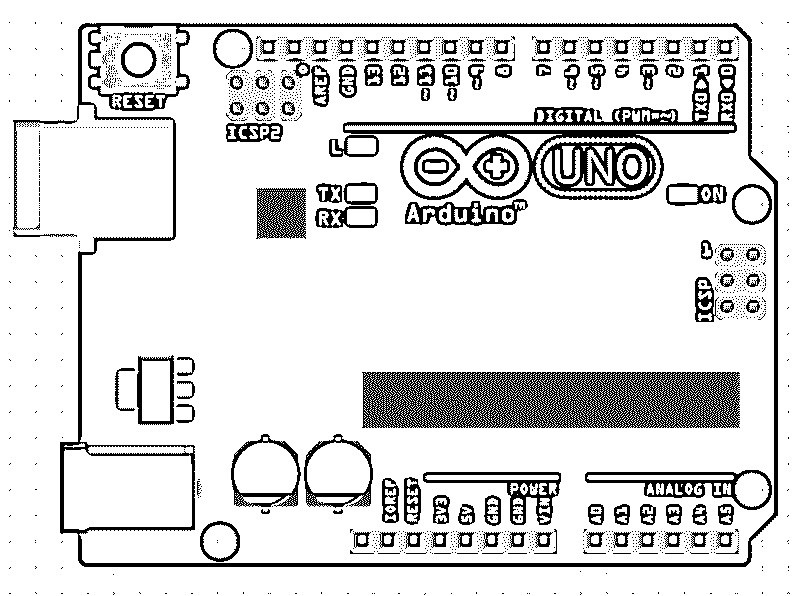 RESET
ICSP2
AREF
GND
13
12
~11
~10
~9
8
7
~6
~5
4
~3
2
TX0▶1
RX0◀0
DIGITAL (PWM=~)
L
TX
RX
UNO
Arduino™
ON
1
ICSP
POWER
ANALOG IN
IOREF
RESET
3V3
5V
GND
GND
VIN
A0
A1
A2
A3
A4
A5